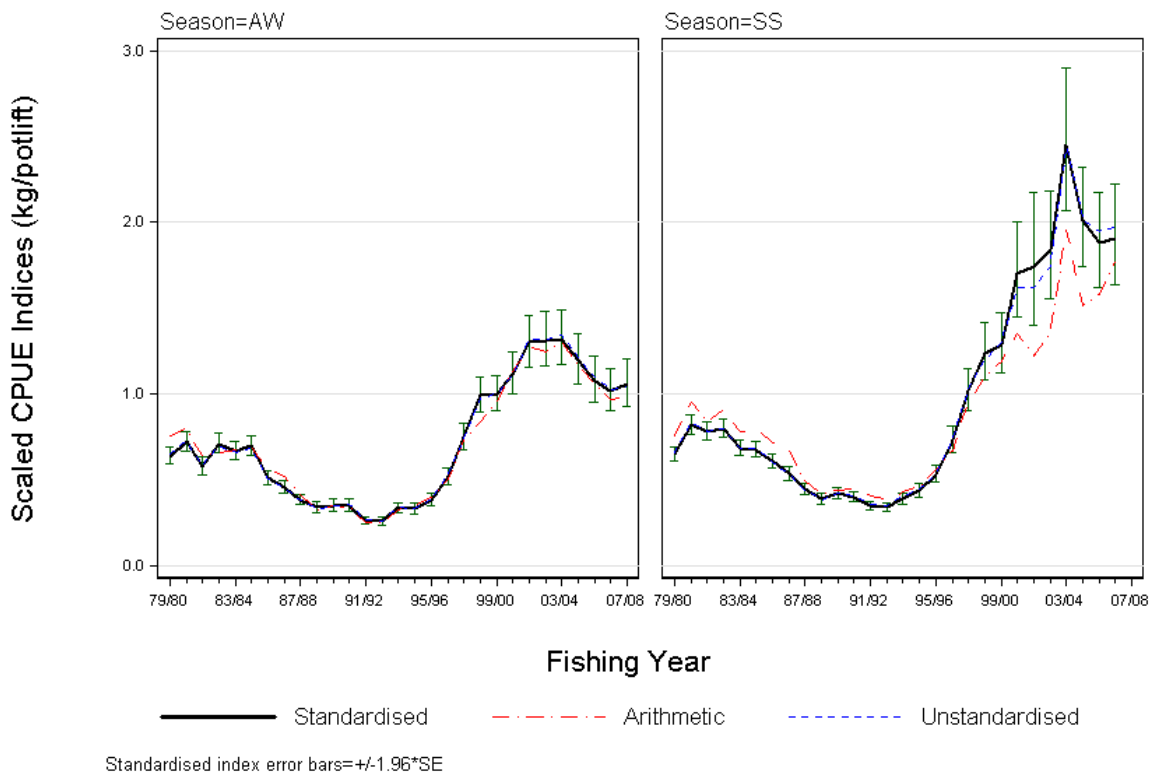 Season=AW
Season=SS
Scaled CPUE Indices (kg/potlift)
3.0
2.0
1.0
0.0
79/80 83/84 87/88 91/92 95/96 99/00 03/04 07/08
79/80 83/84 87/88 91/92 95/96 99/00 03/04 07/08
Fishing Year
Standardised Arithmetic Unstandardised
Standardised index error bars=+/-1.96*SE